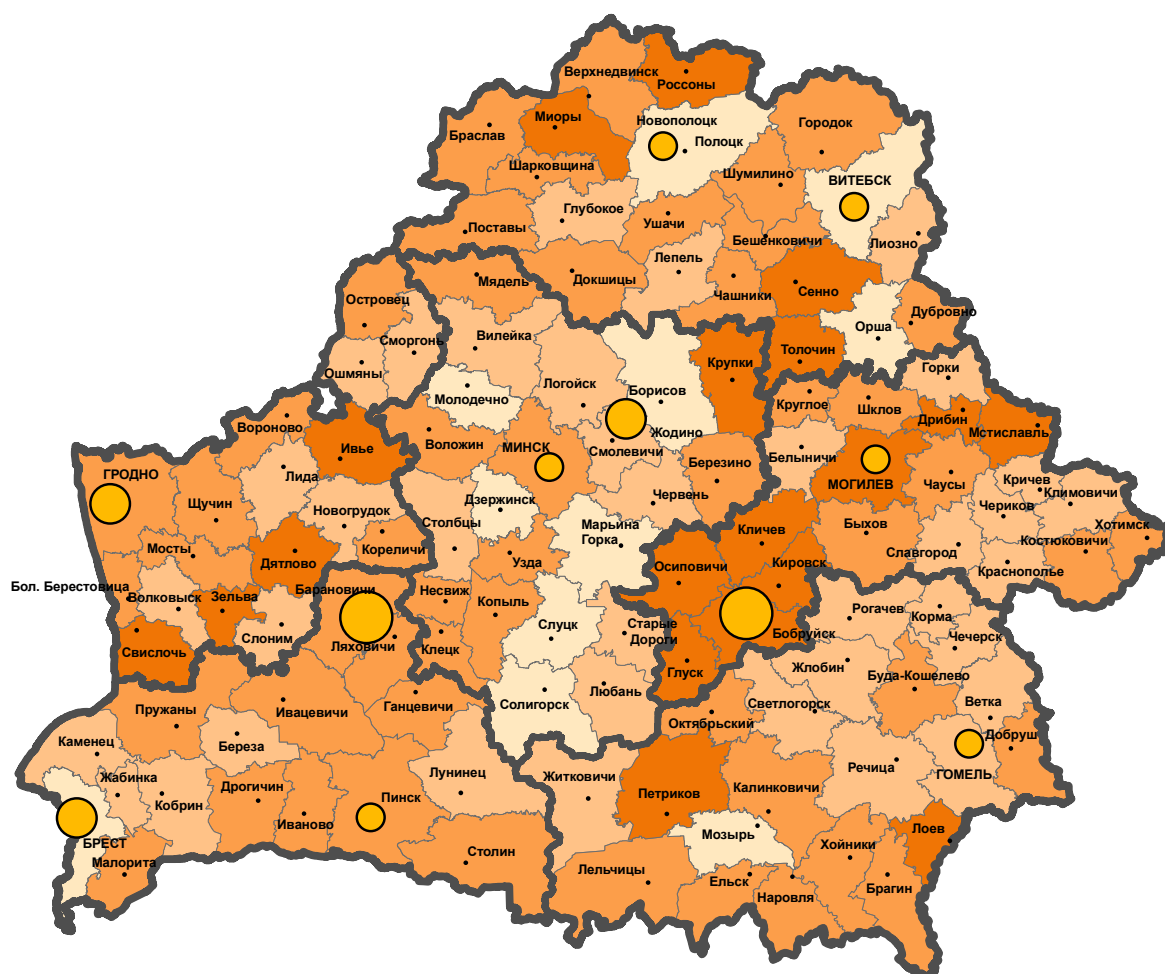 Верхнедвинск
Россоны
Миоры
Браслав
Новополоцк
Полоцк
Городок
Шарковщина
Шумилино
ВИТЕБСК
Глубокое
Ушачи
Поставы
Бешенковичи
Лиозно
Лепель
Докшицы
Чашники
Сенно
Мядель
Островец
Дубровно
Орша
Сморгонь
Вилейка
Ошмяны
Толочин
Крупки
Горки
Логойск
Борисов
Молодечно
Круглое
Шклов
Дрибин
Мстиславль
Вороново
Воложин
МИНСК
Жодино
Смолевичи
Ивье
Белыничи
Березино
ГРОДНО
Лида
МОГИЛЕВ
Чаусы
Кричев
Климовичи
Щучин
Дзержинск
Червень
Новогрудок
Чериков
Столбцы
Марьина
Горка
Кличев
Быхов
Хотимск
Костюковичи
Мосты
Кореличи
Славгород
Дятлово
Узда
Осиповичи
Кировск
Краснополье
Бол. Берестовица
Волковыск
Зельва
Барановичи
Несвиж
Копыль
Рогачев
Корма
Слоним
Слуцк
Старые
Дороги
Бобруйск
Чечерск
Свислочь
Ляховичи
Клецк
Глуск
Жлобин
Буда-Кошелево
Любань
Солигорск
Светлогорск
Ветка
Пружаны
Ивацевичи
Ганцевичи
Октябрьский
Добруш
Каменец
Береза
Жабинка
Лунинец
Житковичи
Речица
ГОМЕЛЬ
Кобрин
Дрогичин
Пинск
Петриков
Калинковичи
Иваново
Мозырь
Лоев
БРЕСТ
Малорита
Столин
Хойники
Лельчицы
Ельск
Наровля
Брагин